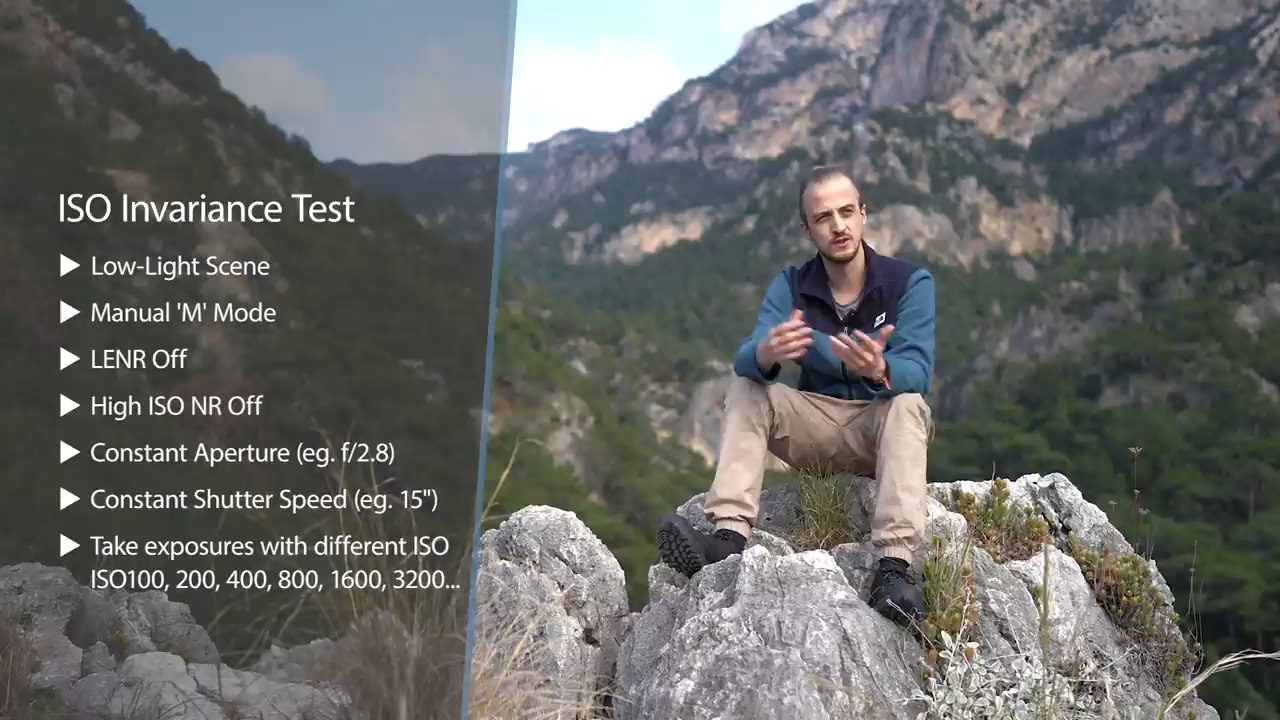 ISO Invariance Test
▶ Low-Light Scene
▶ Manual 'M' Mode
▶ LENR Off
▶ High ISO NR Off
▶ Constant Aperture (eg. f/2.8)
▶ Constant Shutter Speed (eg. 15")
▶ Take exposures with different ISO
ISO100, 200, 400, 800, 1600, 3200...